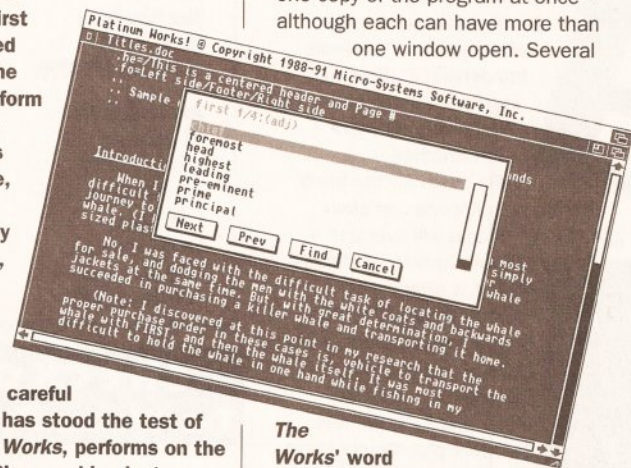 irst
ed
he
form
s
e,
y
,
careful
has stood the test of
Works, performs on the
one copy of the program at once
although each can have more than
one window open. Several
Platinum Works! © Copyright 1988-91 Micro-Systems Software, Inc.
Titles.doc
.he=/This is a centered header and Page #
.fo=Left side/Footer/Right side
..
.. Sample
..
first 1/4:(adj)
chief
foremost
head
highest
leading
pre-eminent
prime
principal
Next Prev Find Cancel
Introducti
When I
difficult
journey to
whale. (I
sized plas
nds
most
simply
whale
No, I was faced with the difficult task of locating the whale
for sale, and dodging the men with the white coats and backwards
jackets at the same time. But, with great determination, I
succeeded in purchasing a killer whale and transporting it home.
(Note: I discovered at this point in my research that the
proper purchase order in these cases is, vehicle to transport the
whale with FIRST, and then the whale itself. It was most
difficult to hold the whale in one hand while fishing in my
The
Works' word